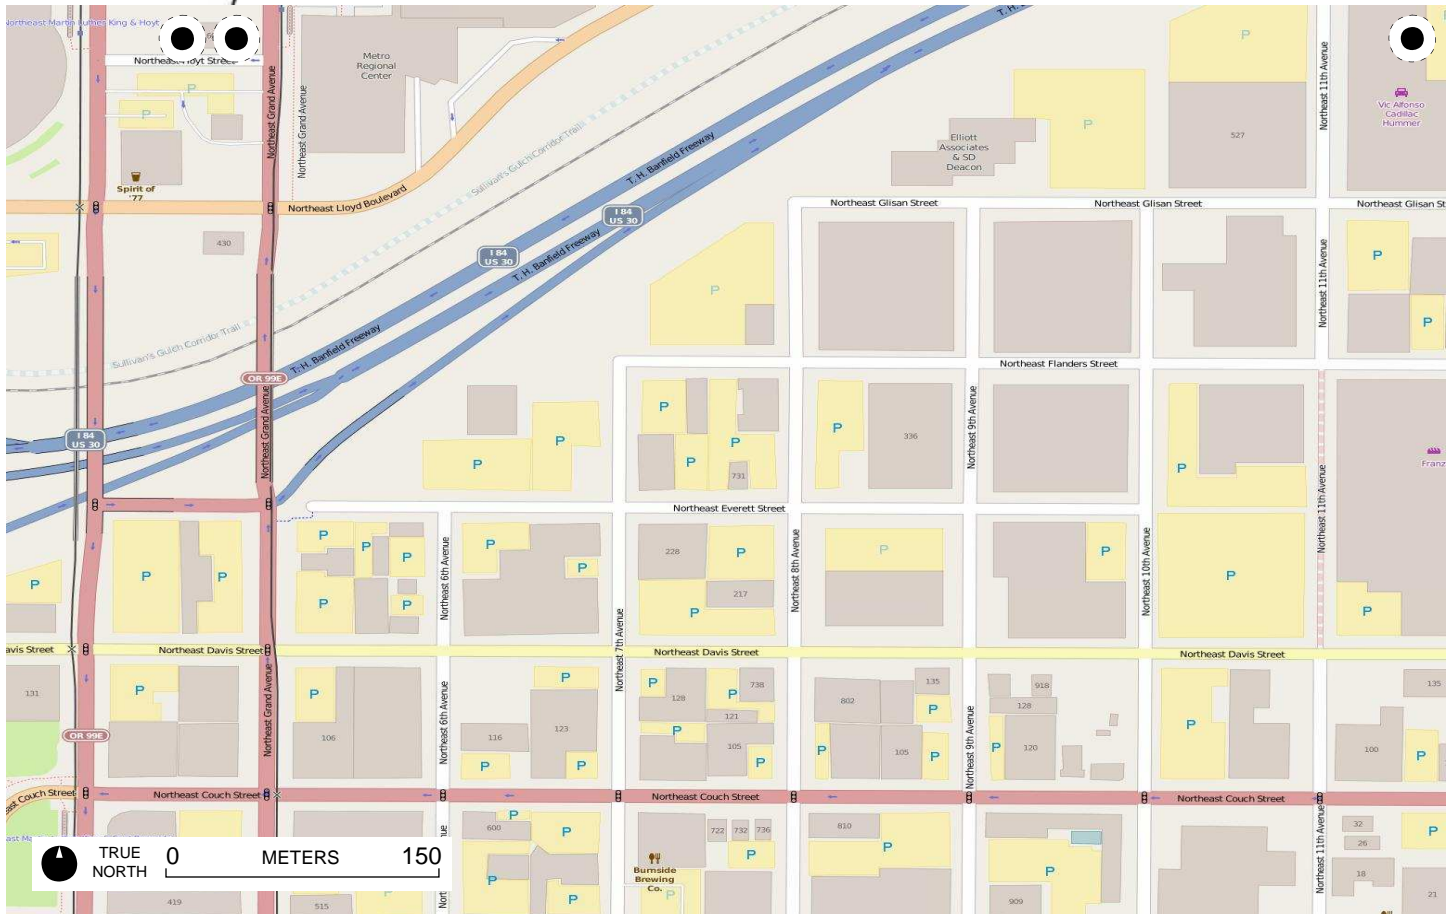 Northeast Martin Luther King & Hoyt
Northeast Hoyt Street
Metro
Regional
Center
Northeast Grand Avenue
Northeast Grand Avenue
P
P
Spirit of
'77
Northeast Lloyd Boulevard
430
Sullivan's Gulch Corridor Trail
Sullivan's Gulch Corridor Trail
T. H. Banfield Freeway
T. H. Banfield Freeway
T. H. Banfield Freeway
T. H.
I 84
US 30
I 84
US 30
I 84
US 30
OR 99E
Elliott
Associates
& SD
Deacon
P
P
527
Northeast 11th Avenue
Vic Alfonso
Cadillac
Hummer
Northeast Glisan Street
Northeast Glisan Street
Northeast Glisan St
P
P
P
Northeast 11th Avenue
Northeast Flanders Street
Northeast Grand Avenue
P
P
P
P
P
731
P
336
Northeast 9th Avenue
P
Northeast 11th Avenue
Franz
Northeast Everett Street
P
P
P
P
P
P
P
P
Northeast 6th Avenue
P
P
228
P
217
P
Northeast 7th Avenue
Northeast 8th Avenue
P
P
Northeast 10th Avenue
P
P
avis Street
Northeast Davis Street
Northeast Davis Street
Northeast Davis Street
131
P
Northeast Grand Avenue
P
106
Northeast 6th Avenue
P
116
123
P
P
P
128
P
738
121
P
105
P
802
135
P
P
105
P
Northeast 9th Avenue
918
128
P
120
P
135
100
P
OR 99E
east Couch Street
Northeast Couch Street
Northeast Couch Street
Northeast Couch Street
600
P
P
P
P
722
732
736
P
Burnside
Brewing
Co.
P
810
P
P
909
Northeast 11th Avenue
32
26
18
P
21
TRUE
NORTH
0
METERS
150
419
515